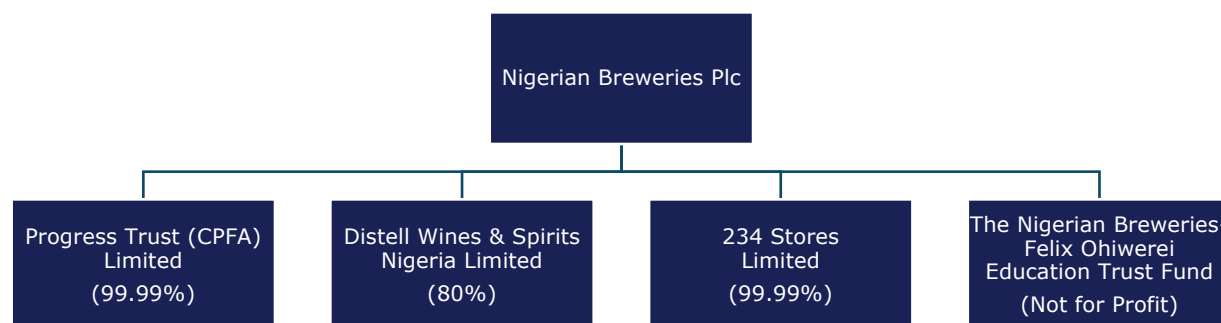 Nigerian Breweries Plc
Progress Trust (CPFA)
Limited
(99.99%)
Distell Wines & Spirits
Nigeria Limited
(80%)
234 Stores
Limited
(99.99%)
The Nigerian Breweries-
Felix Ohiwerei
Education Trust Fund
(Not for Profit)